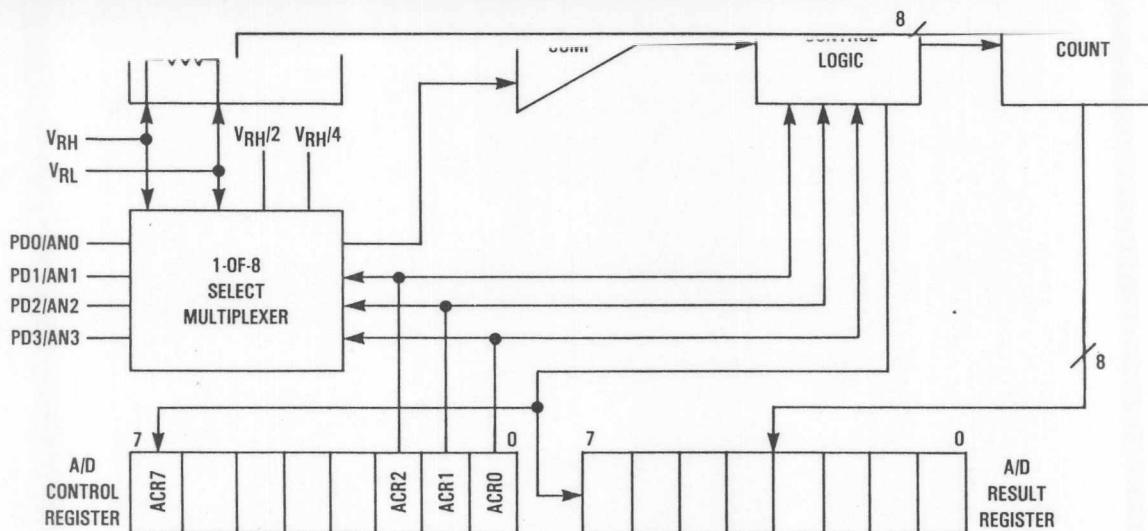 8
LOGIC
COUNT
VRH
VRL
VRH/2
VRH/4
PD0/AN0
PD1/AN1
PD2/AN2
PD3/AN3
1-OF-8
SELECT
MULTIPLEXER
8
7
0
7
0
A/D
CONTROL
REGISTER
ACR7
ACR2
ACR1
ACR0
A/D
RESULT
REGISTER